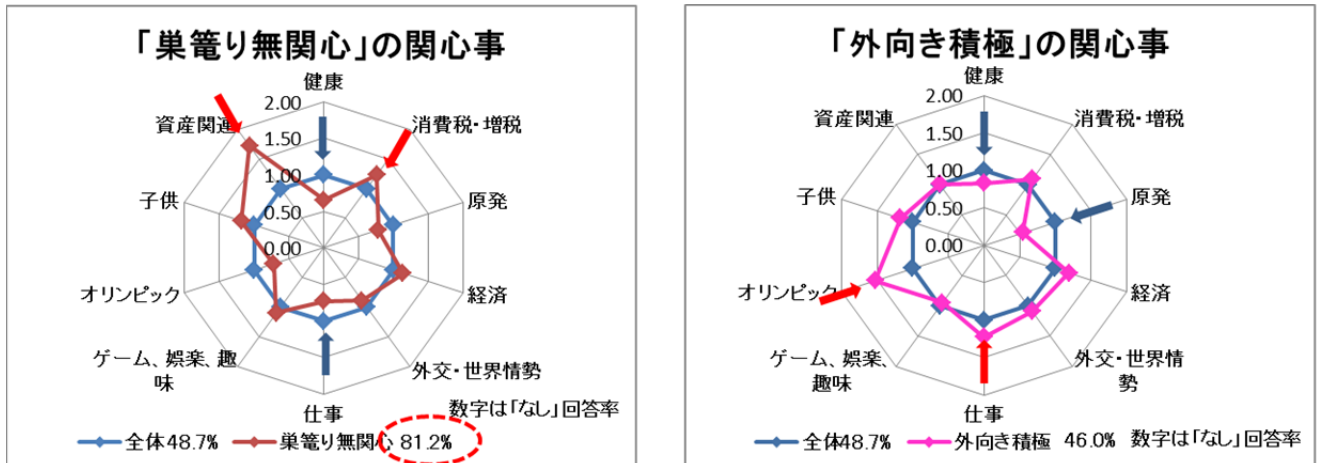 「巣篭り無関心」の関心事
健康
2.00
1.50
1.00
0.50
0.00
消費税・増税
原発
経済
外交・世界情勢
仕事
ゲーム、娯楽、趣
味
オリンピック
子供
資産関連
数字は「なし」回答率
全体48.7%
巣篭り無関心 81.2%
「外向き積極」の関心事
健康
2.00
1.50
1.00
0.50
0.00
消費税・増税
原発
経済
外交・世界情
勢
仕事
ゲーム、娯楽、
趣味
オリンピック
子供
資産関連
全体48.7%
外向き積極 46.0% 数字は「なし」回答率